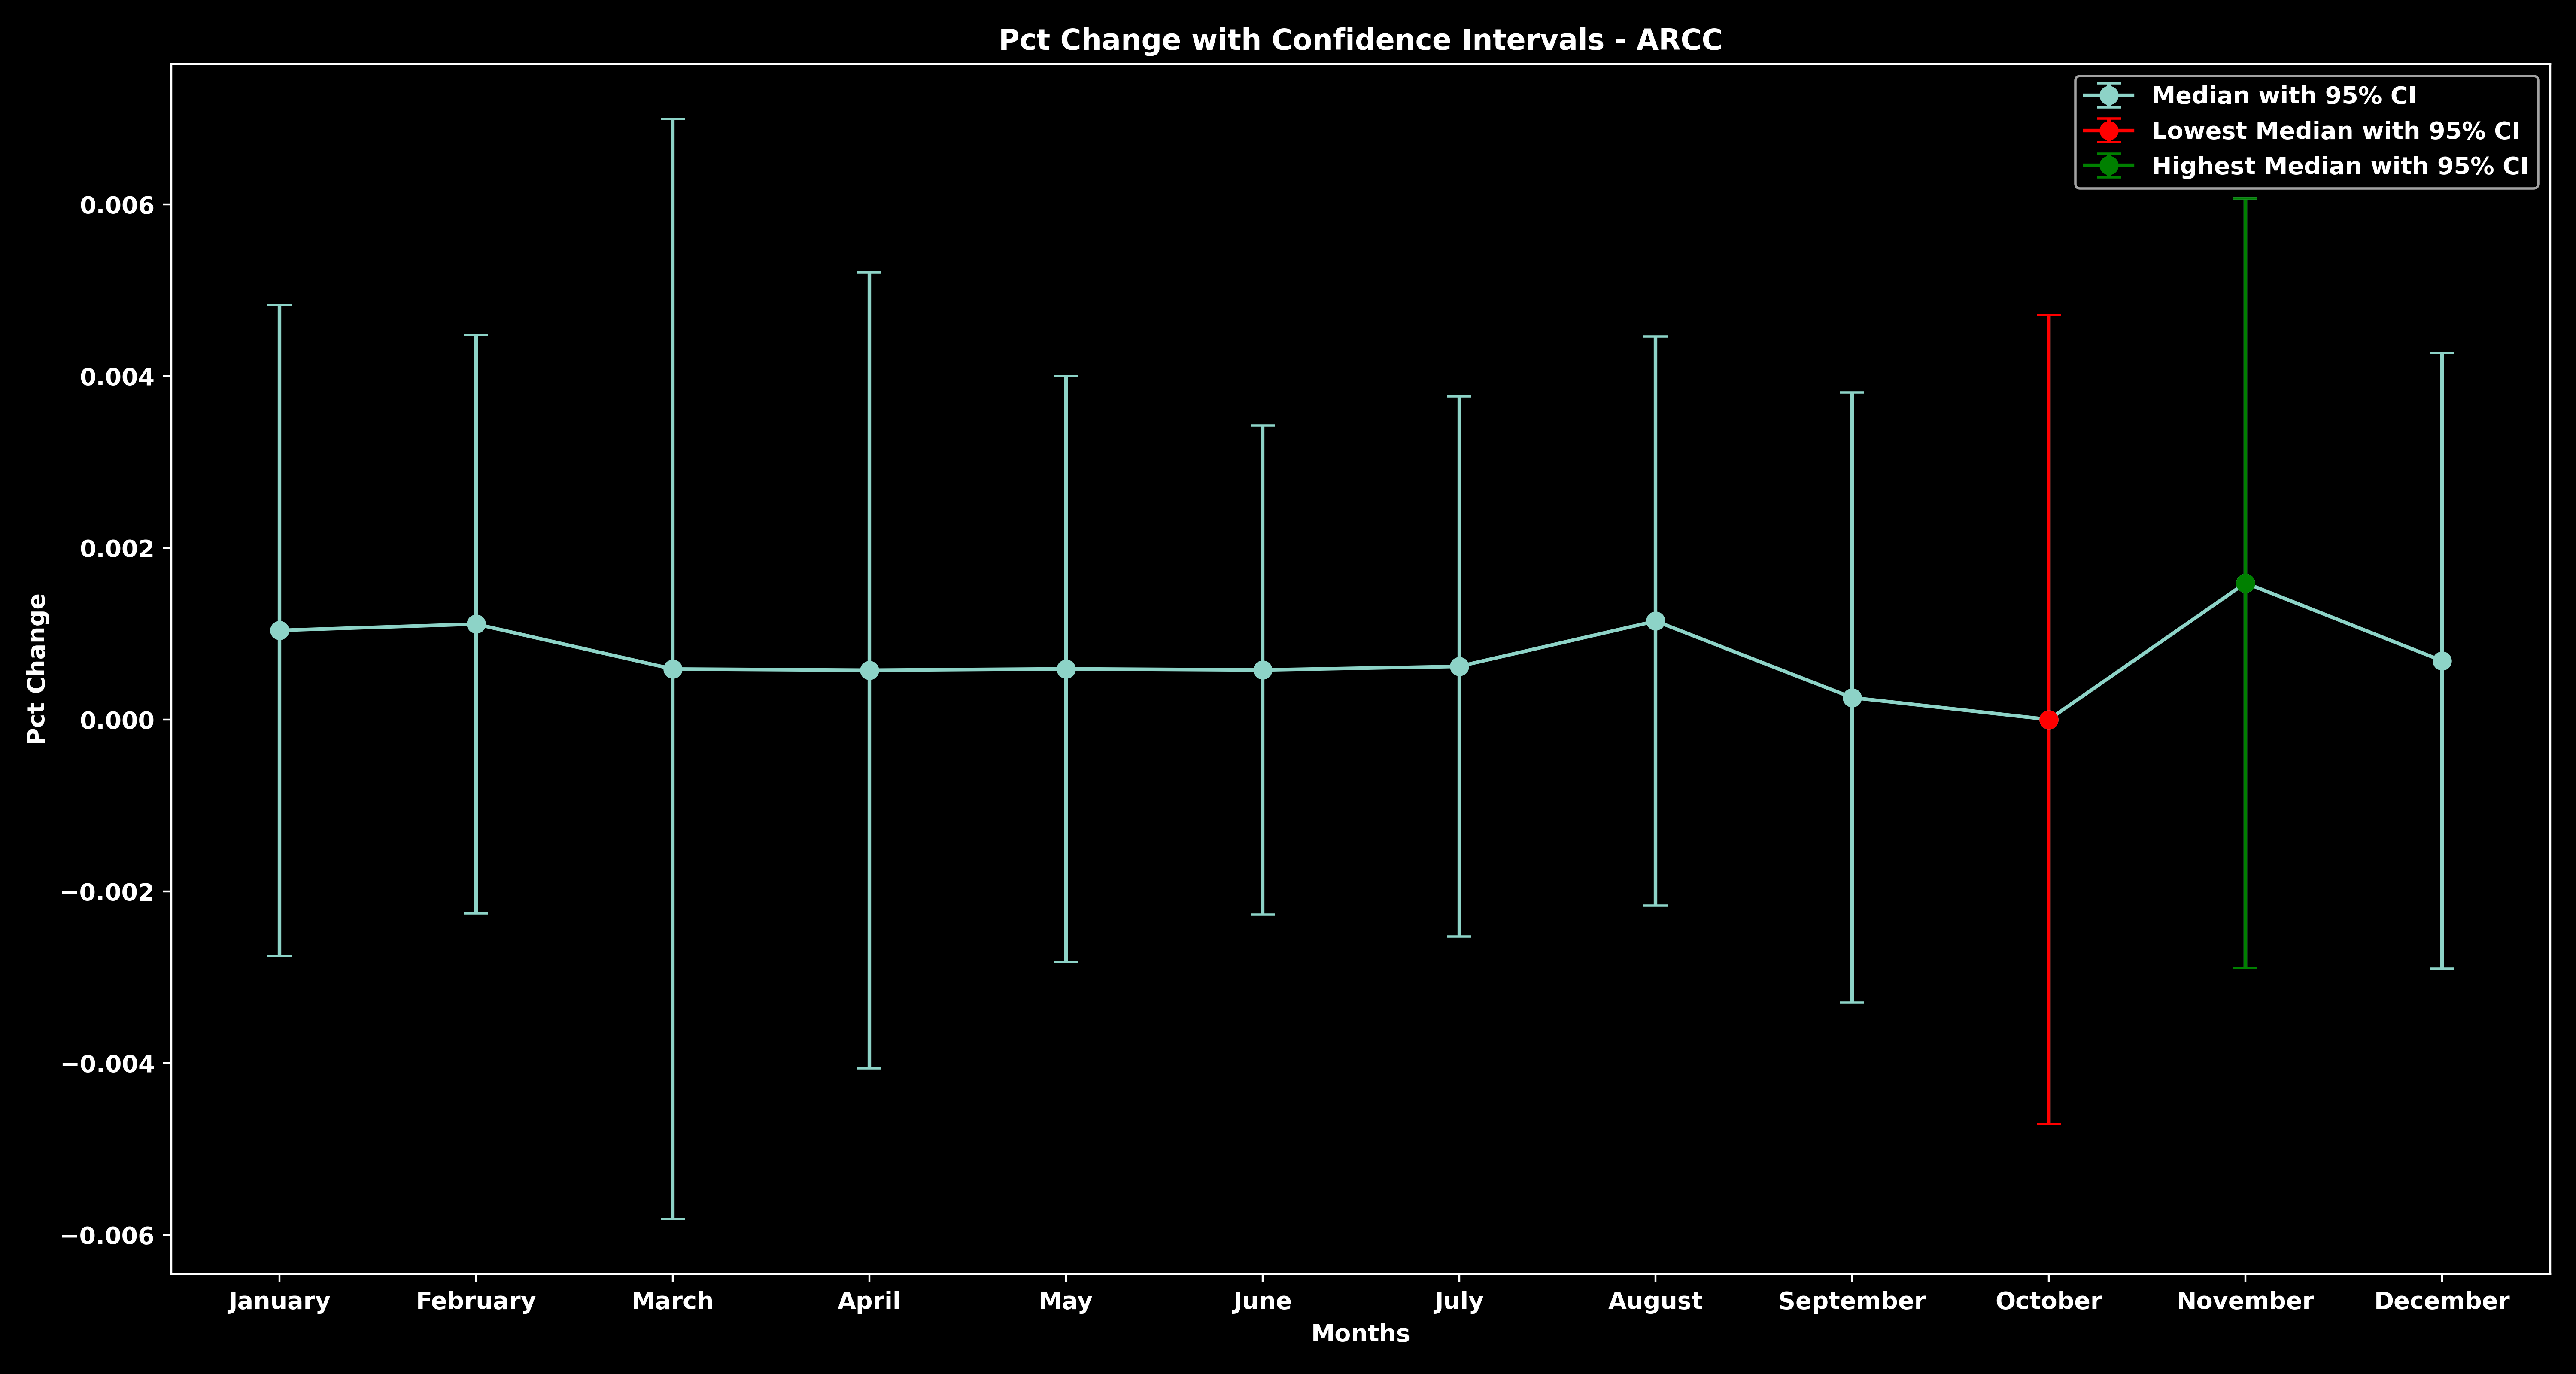 Pct Change with Confidence Intervals - ARCC
Median with 95% CI
Lowest Median with 95% CI
Highest Median with 95% CI
Pct Change
0.006
0.004
0.002
0.000
−0.002
−0.004
−0.006
January February March April May June July August September October November December
Months